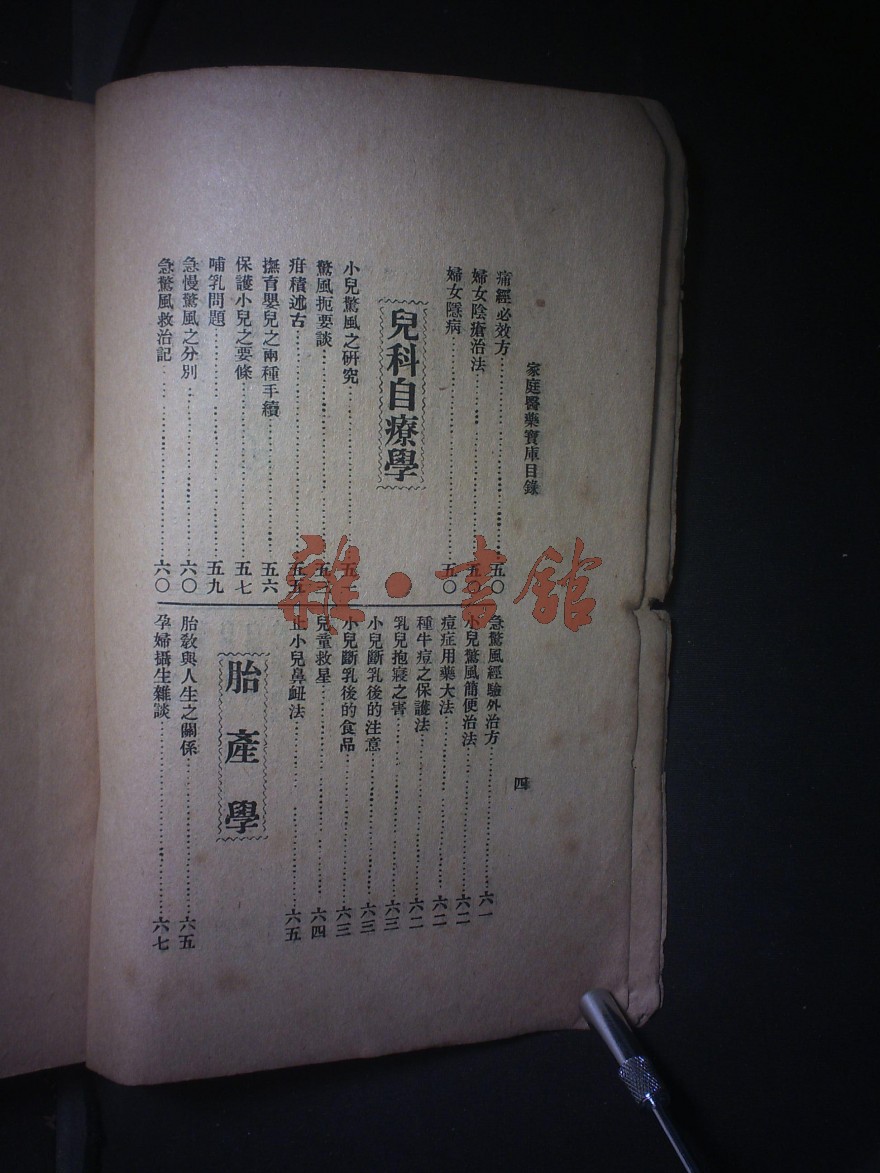 家庭醫藥寶庫目錄
四
痛經必效方⋯⋯五〇
婦女陰瘡治法⋯⋯五〇
婦女隱病⋯⋯五〇
兒科自療學
小兒驚風之研究⋯⋯五
驚風扼要談⋯⋯五
疳積述古⋯⋯五五
撫育嬰兒之兩種手續⋯⋯五六
保護小兒之要條⋯⋯五七
哺乳問題⋯⋯五九
急慢驚風之分別⋯⋯六〇
急驚風救治記⋯⋯六〇
急驚風經驗外治方⋯⋯六一
小兒驚風簡便治法⋯⋯六二
痘症用藥大法⋯⋯六二
種牛痘之保護法⋯⋯六二
乳兒抱寢之害⋯⋯六三
小兒斷乳後的注意⋯⋯六三
小兒斷乳後的食品⋯⋯六三
兒童救星⋯⋯六四
止小兒鼻衄法⋯⋯六五
胎產學
胎教與人生之關係⋯⋯六五
孕婦攝生雜談⋯⋯六七
雜·書館